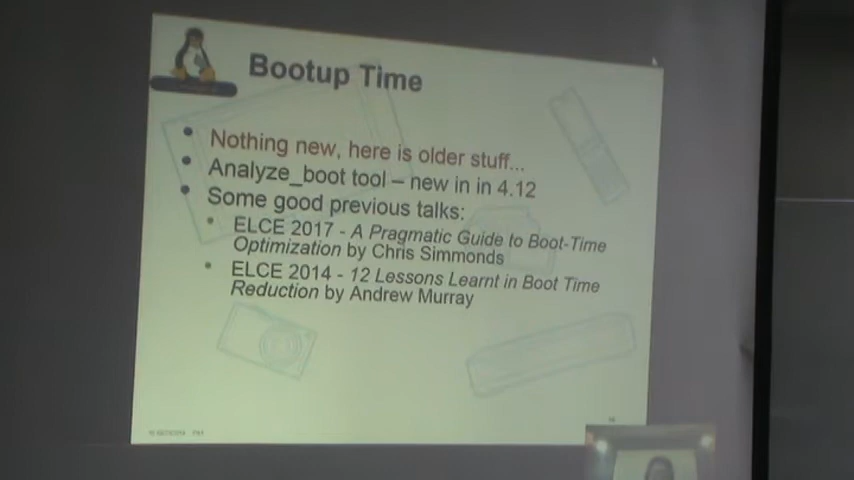 Bootup Time
• Nothing new, here is older stuff...
• Analyze_boot tool – new in in 4.12
• Some good previous talks:
• ELCE 2017 - A Pragmatic Guide to Boot-Time
Optimization by Chris Simmonds
• ELCE 2014 - 12 Lessons Learnt in Boot Time
Reduction by Andrew Murray